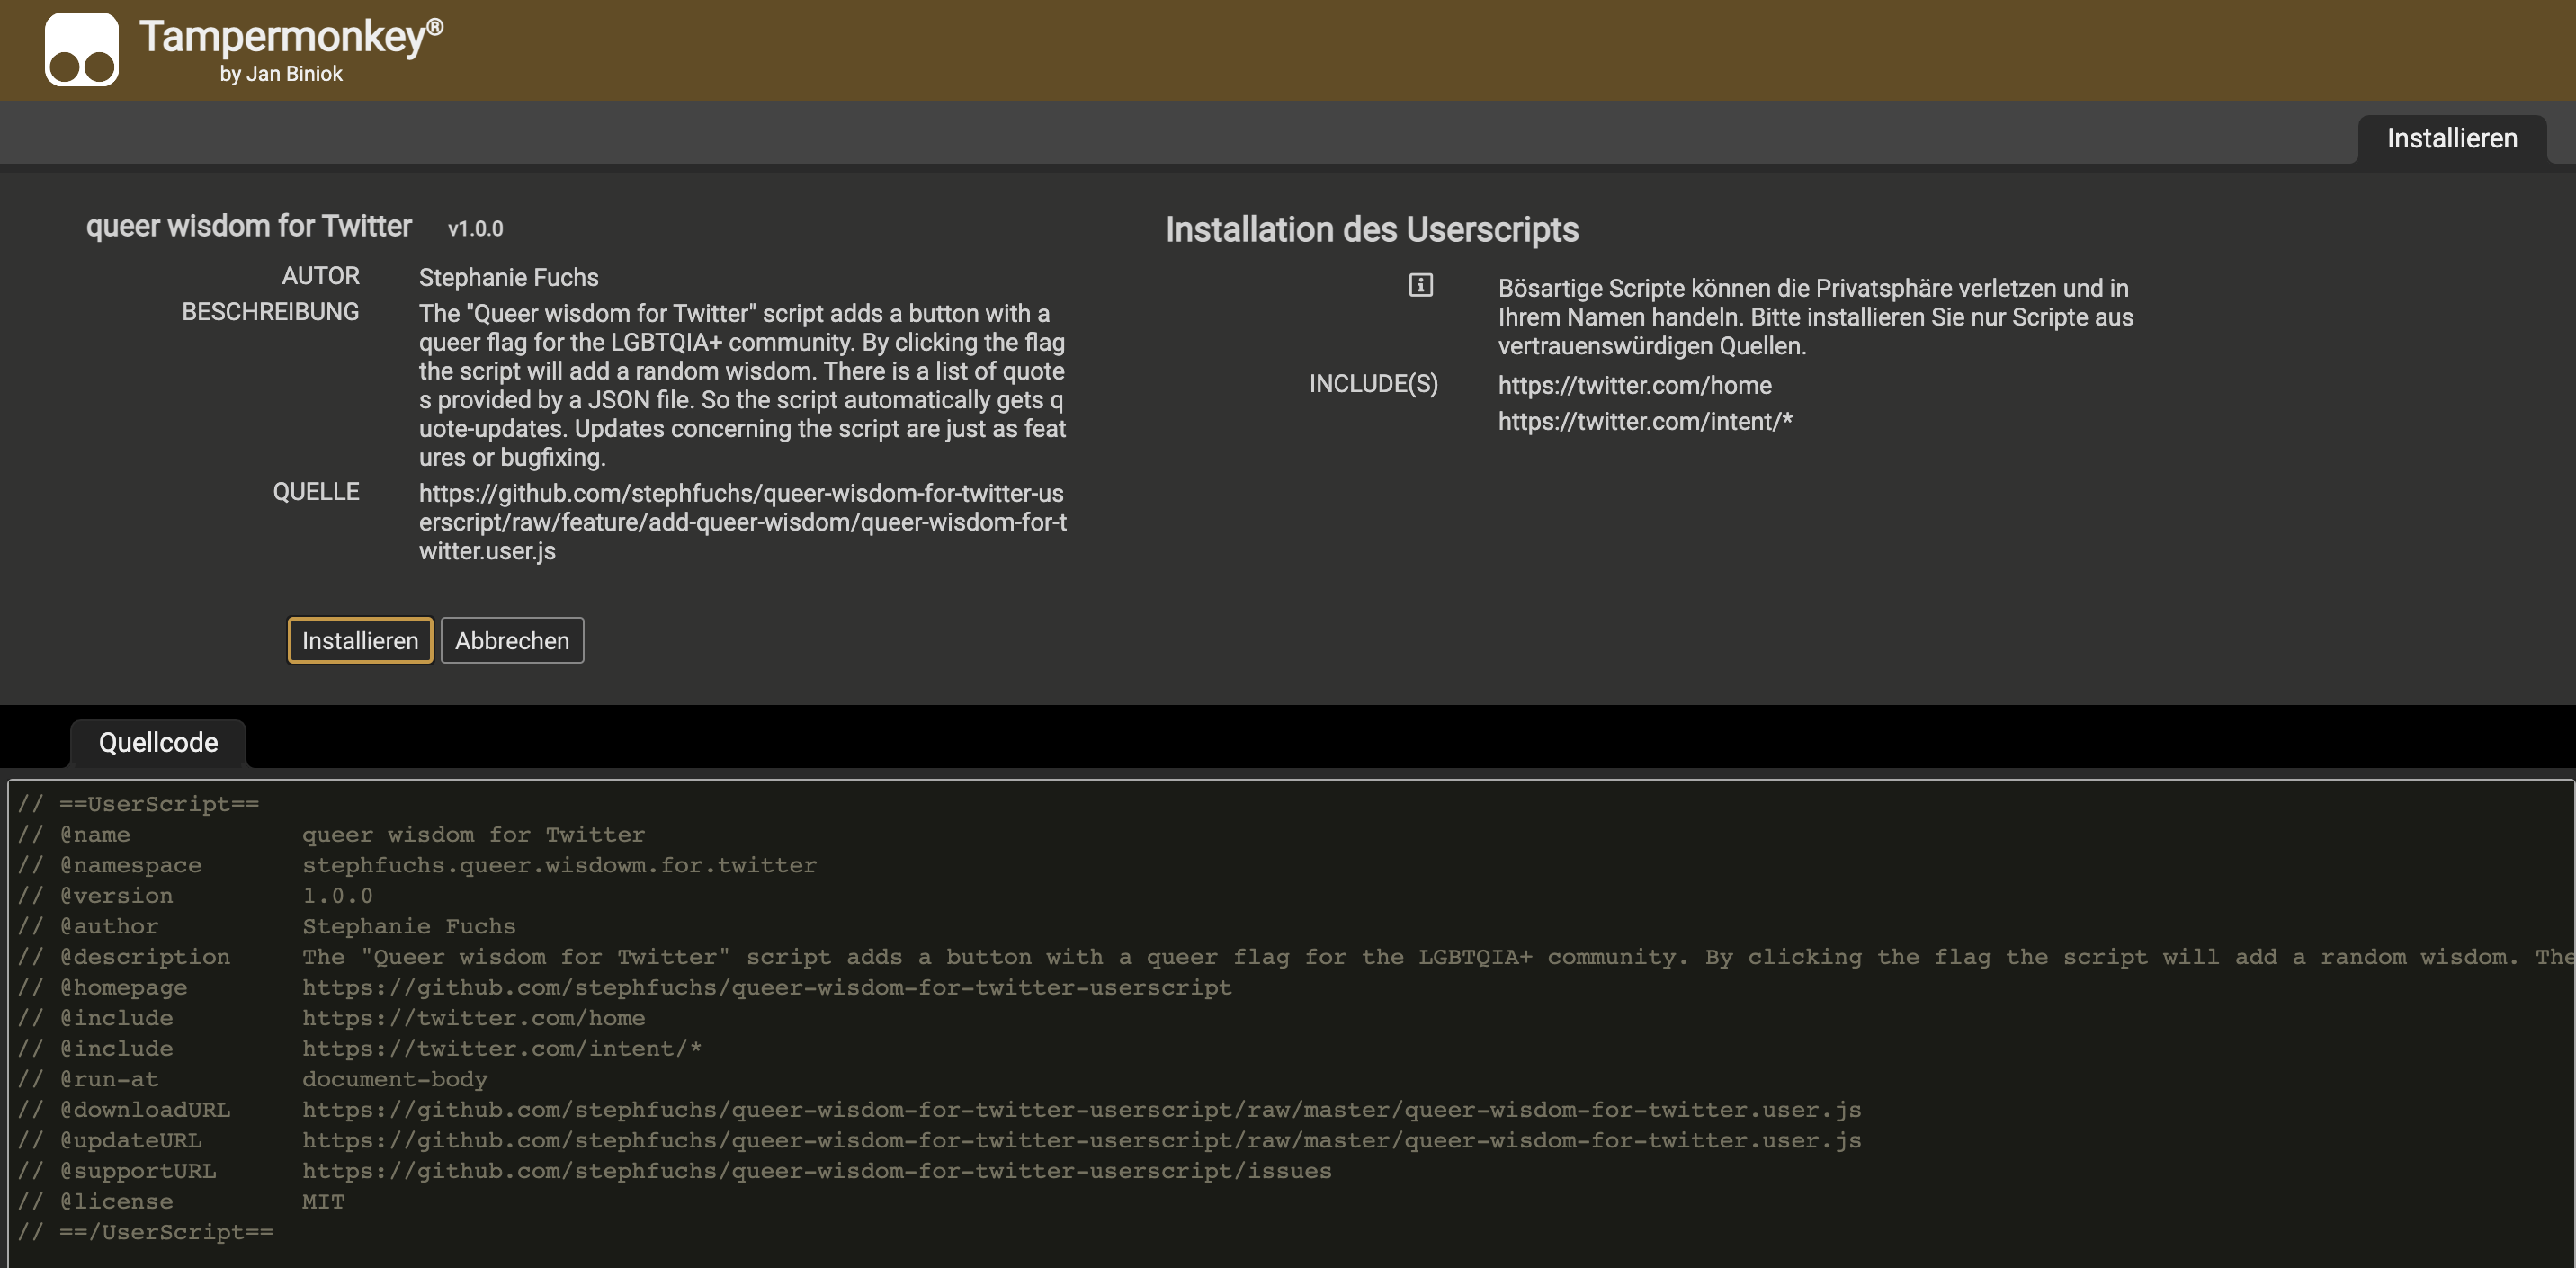 Tampermonkey®
by Jan Biniok
Installieren
queer wisdom for Twitter v1.0.0
AUTOR Stephanie Fuchs
BESCHREIBUNG The "Queer wisdom for Twitter" script adds a button with a
queer flag for the LGBTQIA+ community. By clicking the flag
the script will add a random wisdom. There is a list of quote
s provided by a JSON file. So the script automatically gets q
uote-updates. Updates concerning the script are just as feat
ures or bugfixing.
QUELLE https://github.com/stephfuchs/queer-wisdom-for-twitter-us
erscript/raw/feature/add-queer-wisdom/queer-wisdom-for-t
witter.user.js
Installieren Abbrechen
Installation des Userscripts
Bösartige Scripte können die Privatsphäre verletzen und in
Ihrem Namen handeln. Bitte installieren Sie nur Scripte aus
vertrauenswürdigen Quellen.
INCLUDE(S) https://twitter.com/home
https://twitter.com/intent/*
Quellcode
// ==UserScript==
// @name queer wisdom for Twitter
// @namespace stephfuchs.queer.wisdowm.for.twitter
// @version 1.0.0
// @author Stephanie Fuchs
// @description The "Queer wisdom for Twitter" script adds a button with a queer flag for the LGBTQIA+ community. By clicking the flag the script will add a random wisdom. The
// @homepage https://github.com/stephfuchs/queer-wisdom-for-twitter-userscript
// @include https://twitter.com/home
// @include https://twitter.com/intent/*
// @run-at document-body
// @downloadURL https://github.com/stephfuchs/queer-wisdom-for-twitter-userscript/raw/master/queer-wisdom-for-twitter.user.js
// @updateURL https://github.com/stephfuchs/queer-wisdom-for-twitter-userscript/raw/master/queer-wisdom-for-twitter.user.js
// @supportURL https://github.com/stephfuchs/queer-wisdom-for-twitter-userscript/issues
// @license MIT
// ==/UserScript==